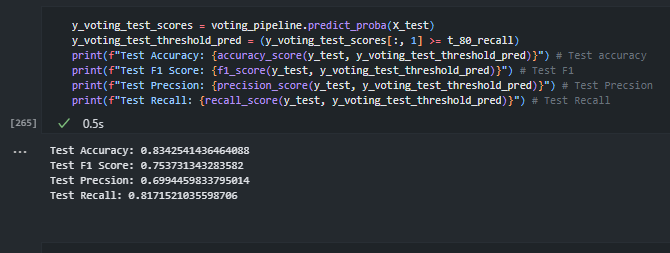 y_voting_test_scores = voting_pipeline.predict_proba(X_test)
y_voting_test_threshold_pred = (y_voting_test_scores[:, 1] >= t_80_recall)
print(f"Test Accuracy: {accuracy_score(y_test, y_voting_test_threshold_pred)}") # Test accuracy
print(f"Test F1 Score: {f1_score(y_test, y_voting_test_threshold_pred)}") # Test F1
print(f"Test Precsion: {precision_score(y_test, y_voting_test_threshold_pred)}") # Test Precsion
print(f"Test Recall: {recall_score(y_test, y_voting_test_threshold_pred)}") # Test Recall
[265] ✓ 0.5s
... Test Accuracy: 0.8342541436464088
Test F1 Score: 0.753731343283582
Test Precsion: 0.6994459833795014
Test Recall: 0.8171521035598706